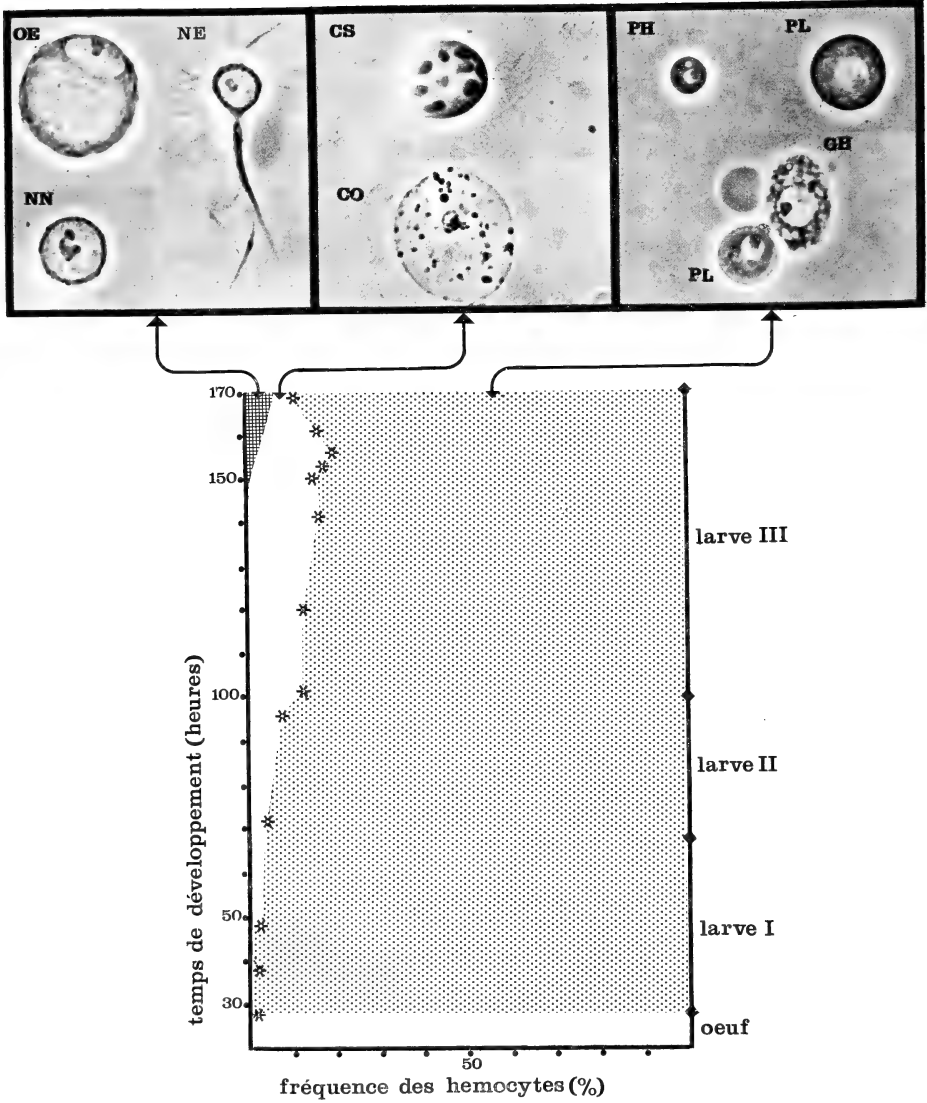 OE
NE
NN
CS
CO
PH
PL
GH
PL
170
150
100
50
30
temps de développement (heures)
larve III
larve II
larve I
oeuf
50
fréquence des hemocytes (%)